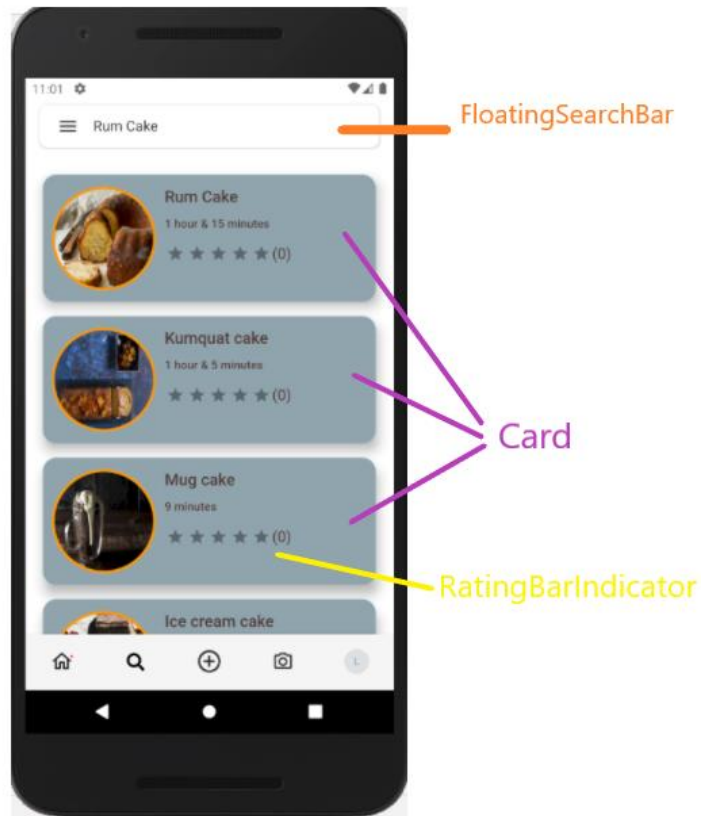 11:01
Rum Cake
FloatingSearchBar
Rum Cake
1 hour & 15 minutes
(0)
Kumquat cake
1 hour & 5 minutes
(0)
Card
Mug cake
9 minutes
(0)
RatingBarIndicator
Ice cream cake
L